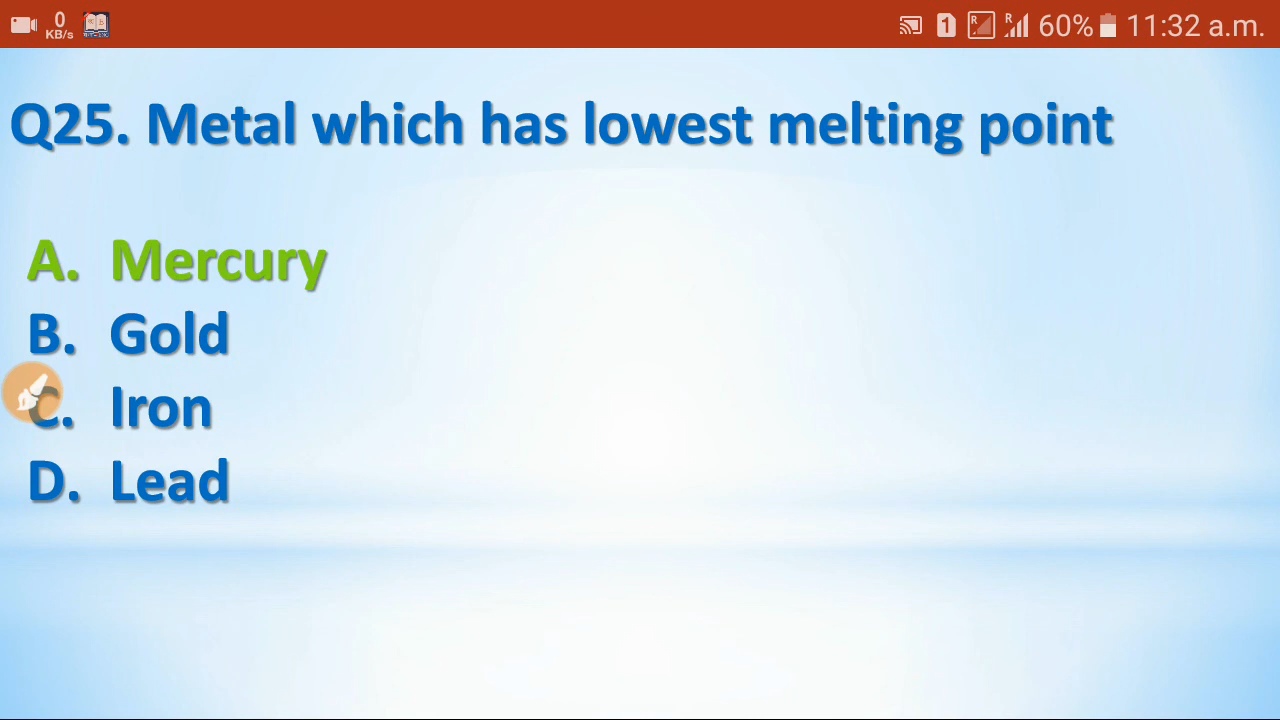 0
KB/s
1 R R 60% 11:32 a.m.
Q25. Metal which has lowest melting point
A. Mercury
B. Gold
C. Iron
D. Lead